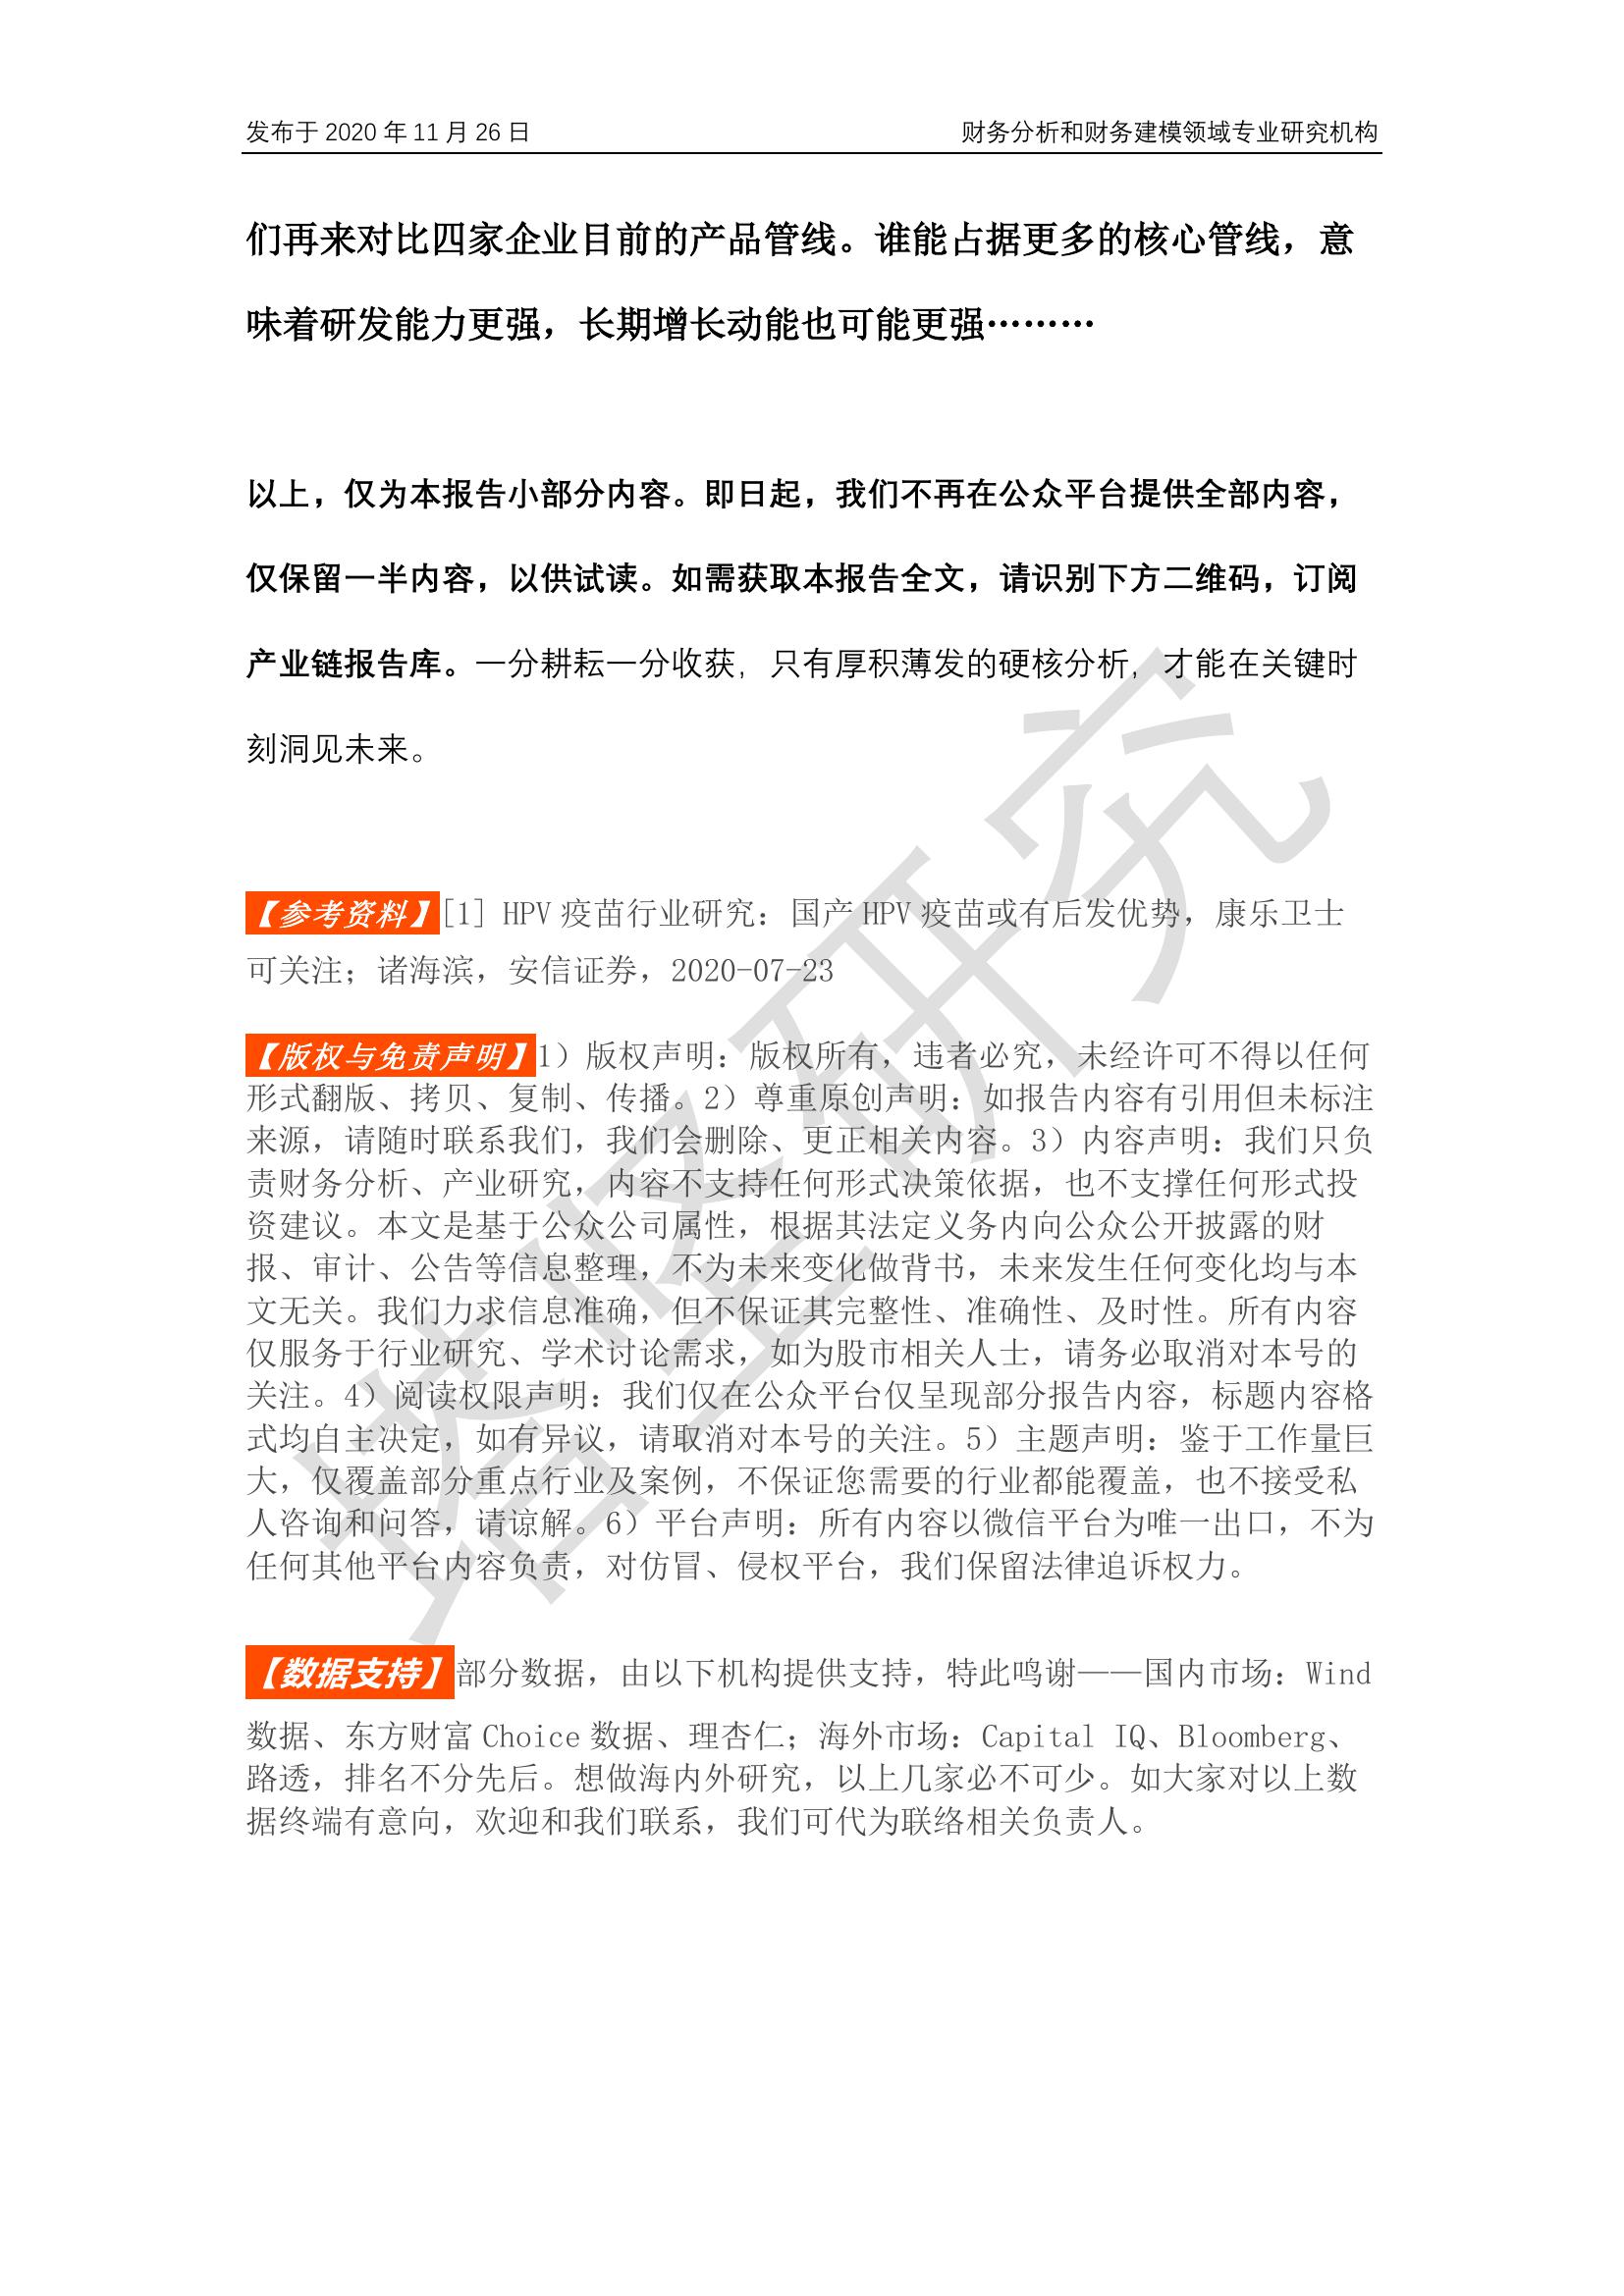 发布于 2020 年 11 月 26 日 财务分析和财务建模领域专业研究机构
们再来对比四家企业目前的产品管线。谁能占据更多的核心管线，意
味着研发能力更强，长期增长动能也可能更强………
以上，仅为本报告小部分内容。即日起，我们不再在公众平台提供全部内容，
仅保留一半内容，以供试读。如需获取本报告全文，请识别下方二维码，订阅
产业链报告库。一分耕耘一分收获，只有厚积薄发的硬核分析，才能在关键时
刻洞见未来。
【参考资料】[1] HPV 疫苗行业研究：国产 HPV 疫苗或有后发优势，康乐卫士
可关注；诸海滨，安信证券，2020-07-23
【版权与免责声明】1）版权声明：版权所有，违者必究，未经许可不得以任何
形式翻版、拷贝、复制、传播。2）尊重原创声明：如报告内容有引用但未标注
来源，请随时联系我们，我们会删除、更正相关内容。3）内容声明：我们只负
责财务分析、产业研究，内容不支持任何形式决策依据，也不支撑任何形式投
资建议。本文是基于公众公司属性，根据其法定义务内向公众公开披露的财
报、审计、公告等信息整理，不为未来变化做背书，未来发生任何变化均与本
文无关。我们力求信息准确，但不保证其完整性、准确性、及时性。所有内容
仅服务于行业研究、学术讨论需求，如为股市相关人士，请务必取消对本号的
关注。4）阅读权限声明：我们仅在公众平台仅呈现部分报告内容，标题内容格
式均自主决定，如有异议，请取消对本号的关注。5）主题声明：鉴于工作量巨
大，仅覆盖部分重点行业及案例，不保证您需要的行业都能覆盖，也不接受私
人咨询和问答，请谅解。6）平台声明：所有内容以微信平台为唯一出口，不为
任何其他平台内容负责，对仿冒、侵权平台，我们保留法律追诉权力。
【数据支持】部分数据，由以下机构提供支持，特此鸣谢——国内市场：Wind
数据、东方财富 Choice 数据、理杏仁；海外市场：Capital IQ、Bloomberg、
路透，排名不分先后。想做海内外研究，以上几家必不可少。如大家对以上数
据终端有意向，欢迎和我们联系，我们可代为联络相关负责人。
塔坚研究